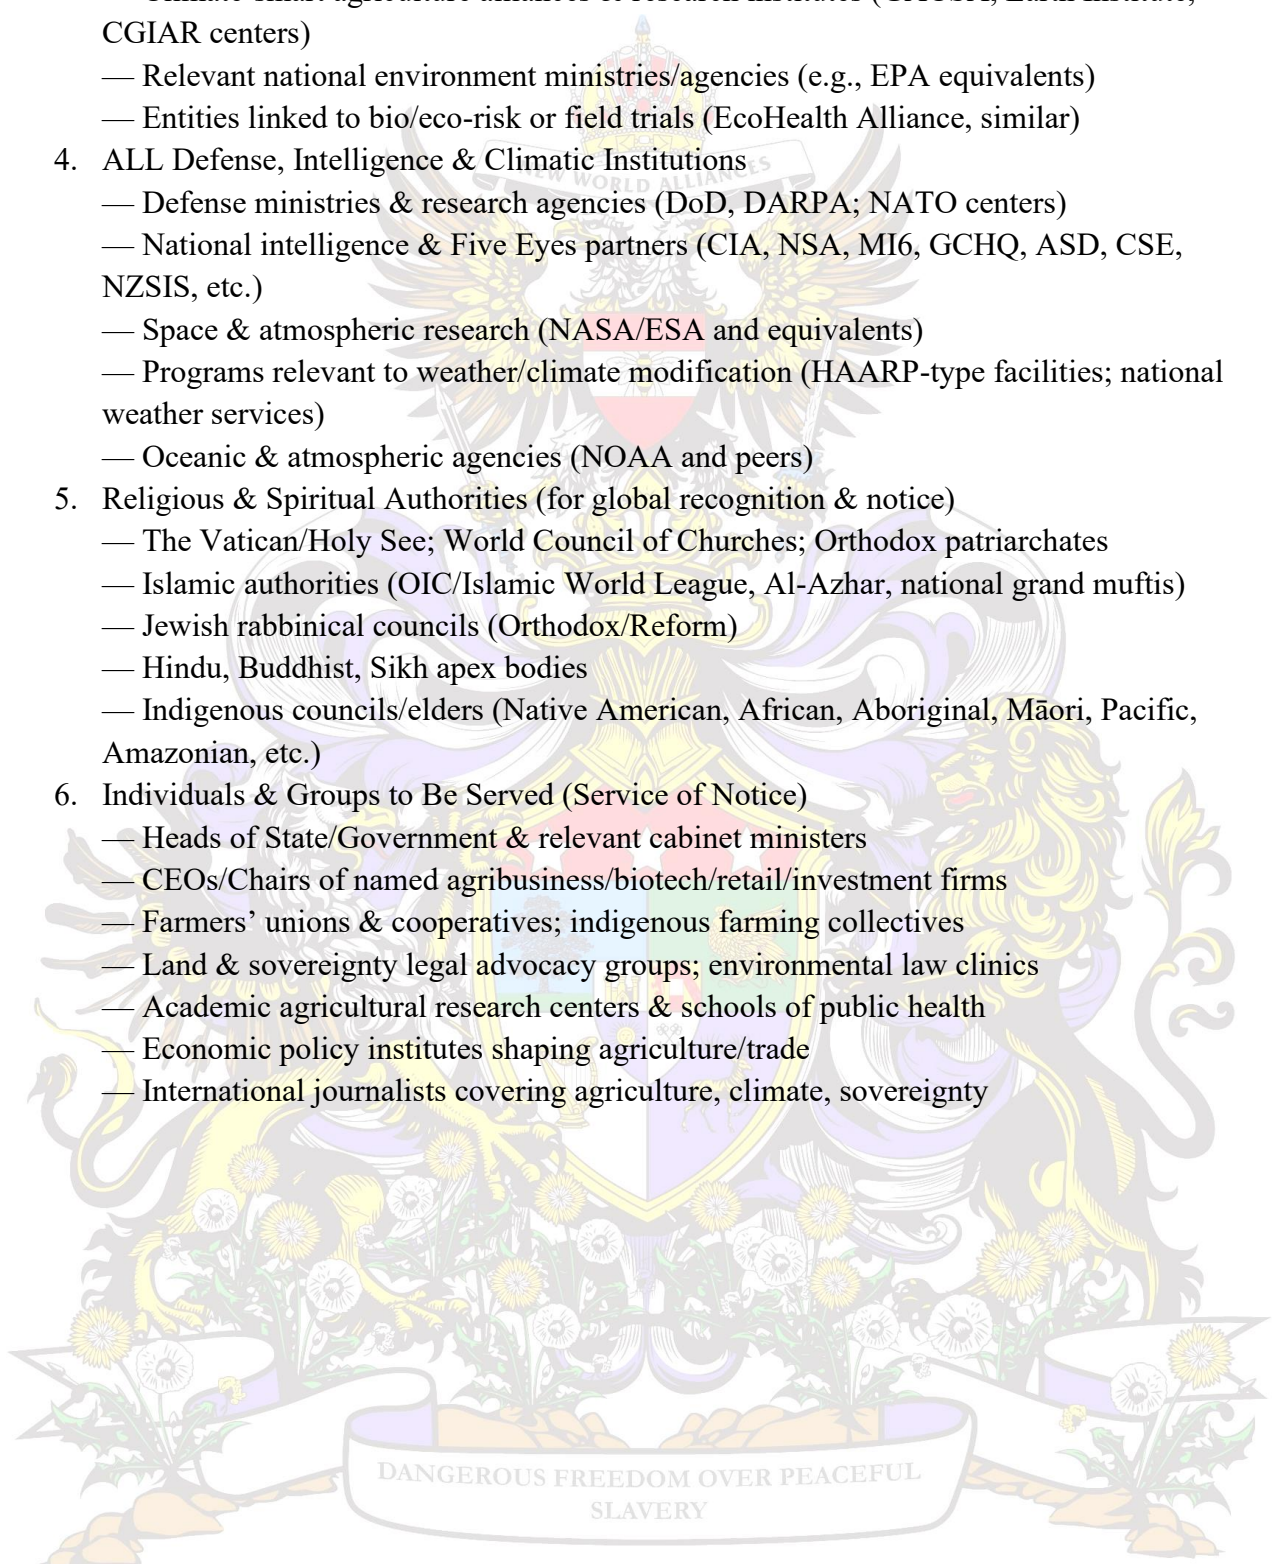 CGIAR centers)
— Relevant national environment ministries/agencies (e.g., EPA equivalents)
— Entities linked to bio/eco-risk or field trials (EcoHealth Alliance, similar)
4. ALL Defense, Intelligence & Climatic Institutions
NEW WORLD ALLIANCES
— Defense ministries & research agencies (DoD, DARPA; NATO centers)
— National intelligence & Five Eyes partners (CIA, NSA, MI6, GCHQ, ASD, CSE,
NZSIS, etc.)
— Space & atmospheric research (NASA/ESA and equivalents)
— Programs relevant to weather/climate modification (HAARP-type facilities; national
weather services)
— Oceanic & atmospheric agencies (NOAA and peers)
5. Religious & Spiritual Authorities (for global recognition & notice)
— The Vatican/Holy See; World Council of Churches; Orthodox patriarchates
— Islamic authorities (OIC/Islamic World League, Al-Azhar, national grand muftis)
— Jewish rabbinical councils (Orthodox/Reform)
— Hindu, Buddhist, Sikh apex bodies
— Indigenous councils/elders (Native American, African, Aboriginal, Māori, Pacific,
Amazonian, etc.)
6. Individuals & Groups to Be Served (Service of Notice)
— Heads of State/Government & relevant cabinet ministers
— CEOs/Chairs of named agribusiness/biotech/retail/investment firms
— Farmers’ unions & cooperatives; indigenous farming collectives
— Land & sovereignty legal advocacy groups; environmental law clinics
— Academic agricultural research centers & schools of public health
— Economic policy institutes shaping agriculture/trade
— International journalists covering agriculture, climate, sovereignty
DANGEROUS FREEDOM OVER PEACEFUL
SLAVERY